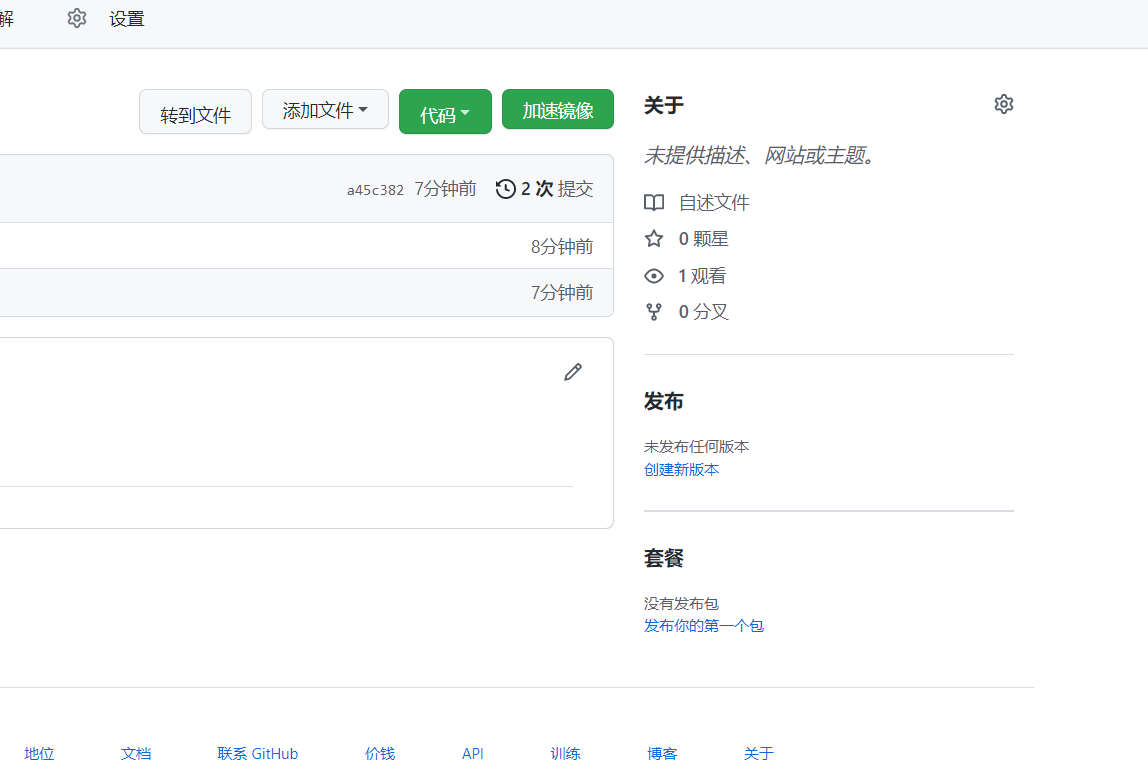 解 设置
转到文件 添加文件 代码 加速镜像
a45c382 7分钟前 2 次 提交
8分钟前
7分钟前
关于
未提供描述、网站或主题。
自述文件
0 颗星
1 观看
0 分叉
发布
未发布任何版本
创建新版本
套餐
没有发布包
发布你的第一个包
地位 文档 联系 GitHub 价钱 API 训练 博客 关于